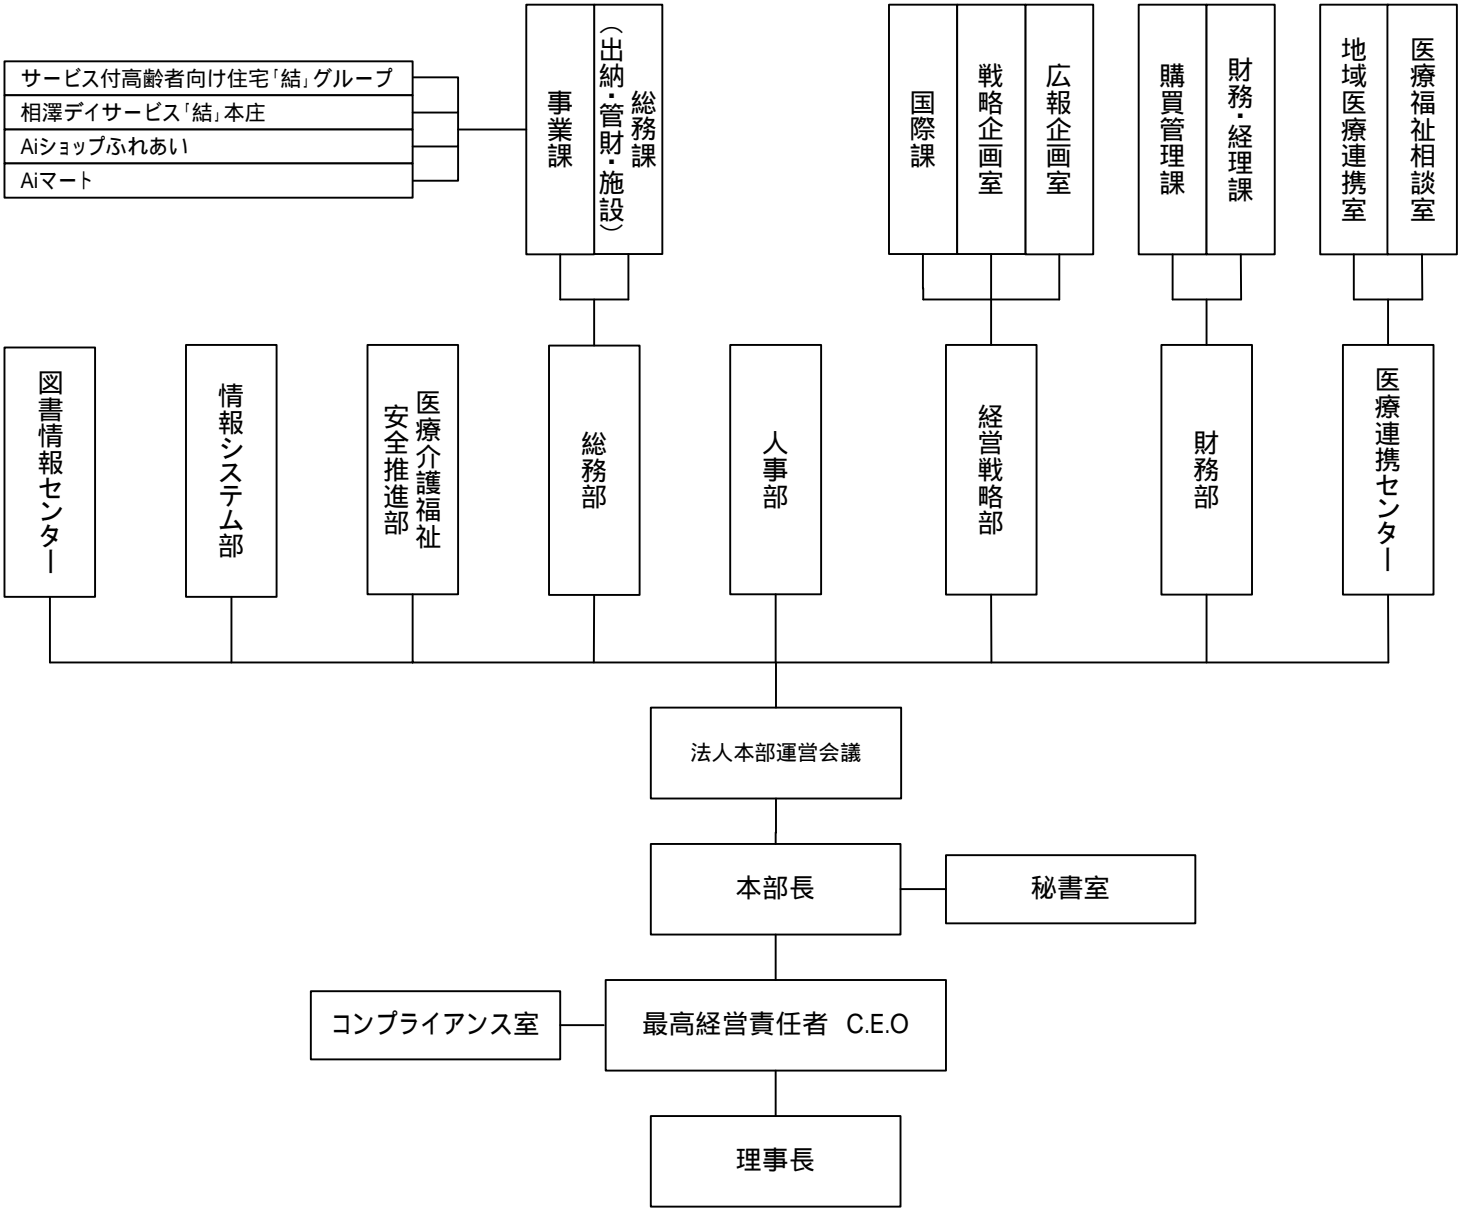 サービス付高齢者向け住宅「結」グループ
相澤デイサービス「結」本庄
Aiショップふれあい
Aiマート
事業課
総務課
（出納・管財・施設）
国際課
戦略企画室
広報企画室
購買管理課
財務・経理課
地域医療連携室
医療福祉相談室
図書情報センター
情報システム部
医療介護福祉
安全推進部
総務部
人事部
経営戦略部
財務部
医療連携センター
法人本部運営会議
本部長
秘書室
コンプライアンス室
最高経営責任者 C.E.O
理事長